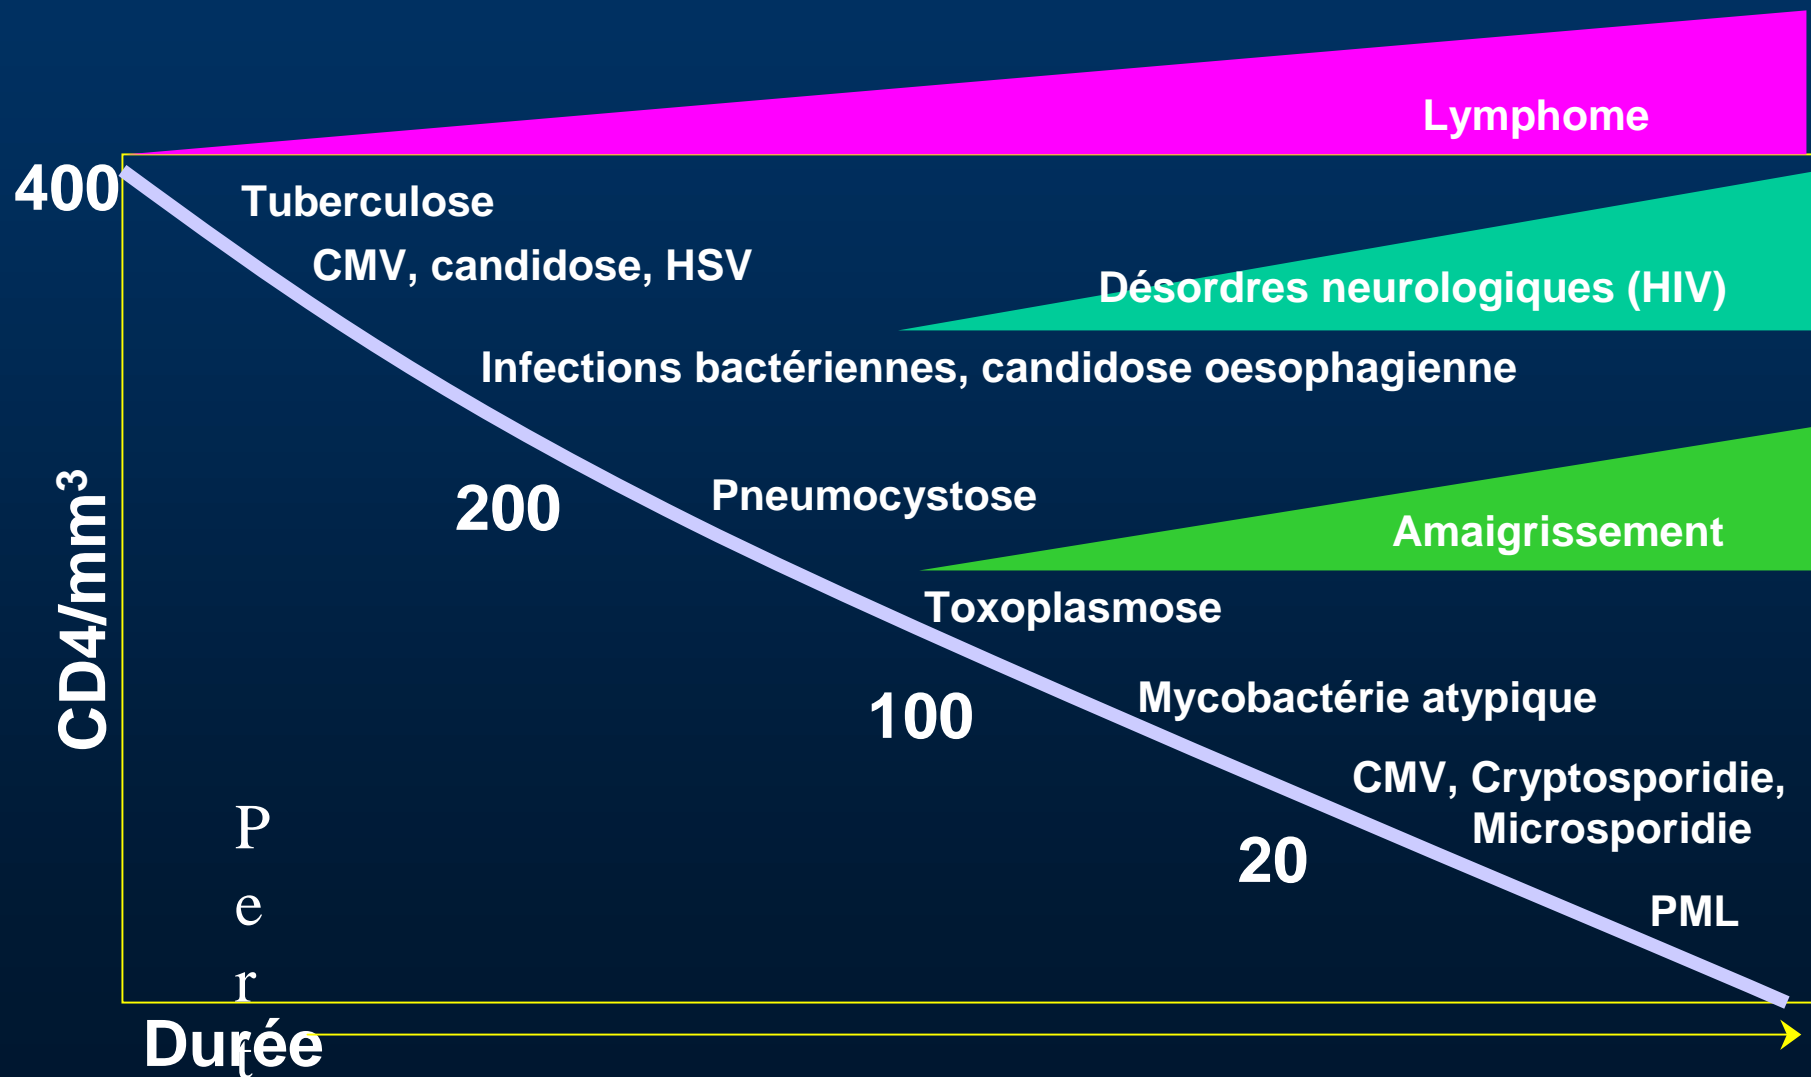 Lymphome
400
Tuberculose
CMV, candidose, HSV
Désordres neurologiques (HIV)
Infections bactériennes, candidose oesophagienne
CD4/mm³
200
Pneumocystose
Amaigrissement
Toxoplasmose
100
Mycobactérie atypique
CMV, Cryptosporidie,
Microsporidie
20
PML
P
e
r
t
Durée